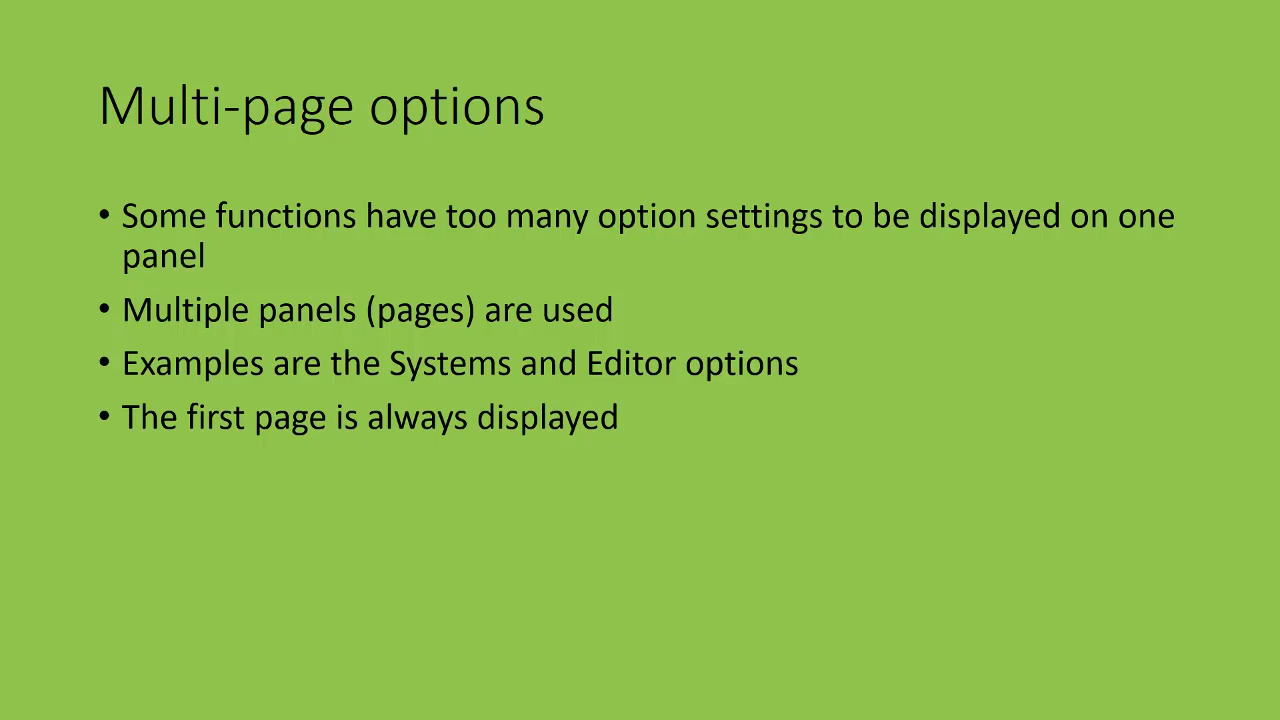 Multi-page options
• Some functions have too many option settings to be displayed on one
panel
• Multiple panels (pages) are used
• Examples are the Systems and Editor options
• The first page is always displayed